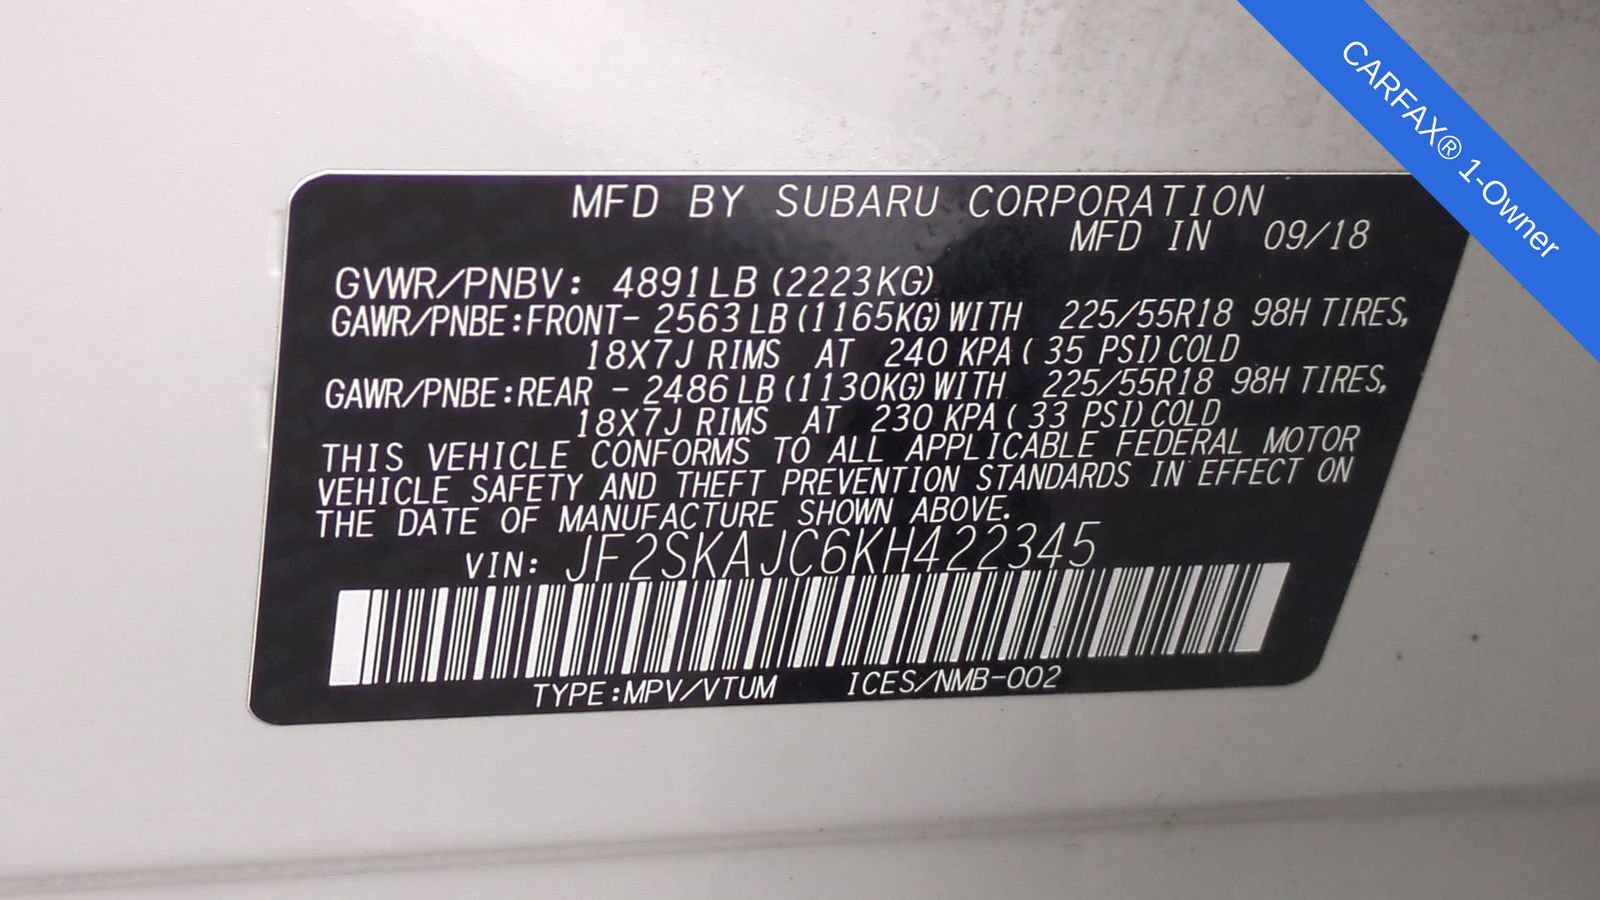 CARFAX® 1-Owner
MFD BY SUBARU CORPORATION
MFD IN 09/18
GVWR/PNBV: 4891LB (2223KG)
GAWR/PNBE:FRONT- 2563 LB (1165KG) WITH 225/55R18 98H TIRES,
18X7J RIMS AT 240 KPA ( 35 PSI) COLD
GAWR/PNBE:REAR - 2486 LB (1130KG) WITH 225/55R18 98H TIRES,
18X7J RIMS AT 230 KPA ( 33 PSI) COLD
THIS VEHICLE CONFORMS TO ALL APPLICABLE FEDERAL MOTOR
VEHICLE SAFETY AND THEFT PREVENTION STANDARDS IN EFFECT ON
THE DATE OF MANUFACTURE SHOWN ABOVE.
VIN: JF2SKAJC6KH422345
TYPE:MPV/VTUM ICES/NMB-002